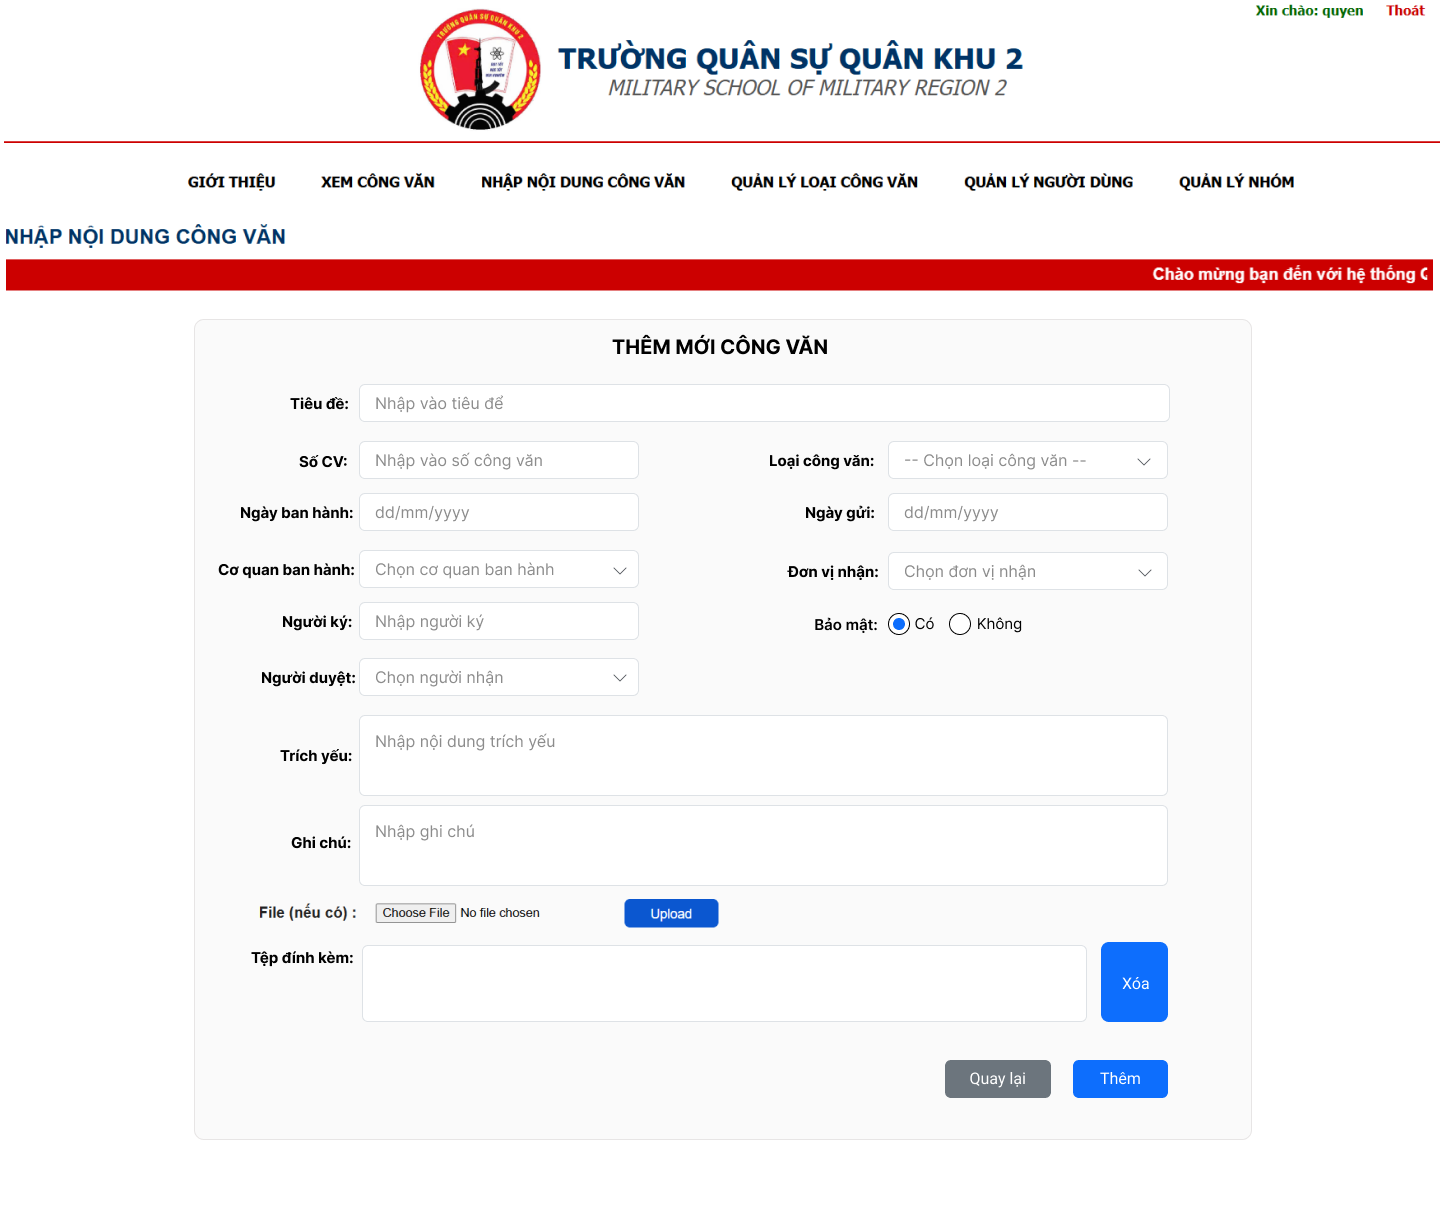 Xin chào: quyen Thoát
TRƯỜNG QUÂN SỰ QUÂN KHU 2
TRƯỜNG QUÂN SỰ QUÂN KHU 2
MILITARY SCHOOL OF MILITARY REGION 2
GIỚI THIỆU XEM CÔNG VĂN NHẬP NỘI DUNG CÔNG VĂN QUẢN LÝ LOẠI CÔNG VĂN QUẢN LÝ NGƯỜI DÙNG QUẢN LÝ NHÓM
NHẬP NỘI DUNG CÔNG VĂN
Chào mừng bạn đến với hệ thống
THÊM MỚI CÔNG VĂN
Tiêu đề: Nhập vào tiêu để
Số CV: Nhập vào số công văn Loại công văn: -- Chọn loại công văn --
Ngày ban hành: dd/mm/yyyy Ngày gửi: dd/mm/yyyy
Cơ quan ban hành: Chọn cơ quan ban hành Đơn vị nhận: Chọn đơn vị nhận
Người ký: Nhập người ký Bảo mật: Có Không
Người duyệt: Chọn người nhận
Trích yếu: Nhập nội dung trích yếu
Ghi chú: Nhập ghi chú
File (nếu có) : Choose File No file chosen Upload
Tệp đính kèm: Xóa
Quay lại Thêm